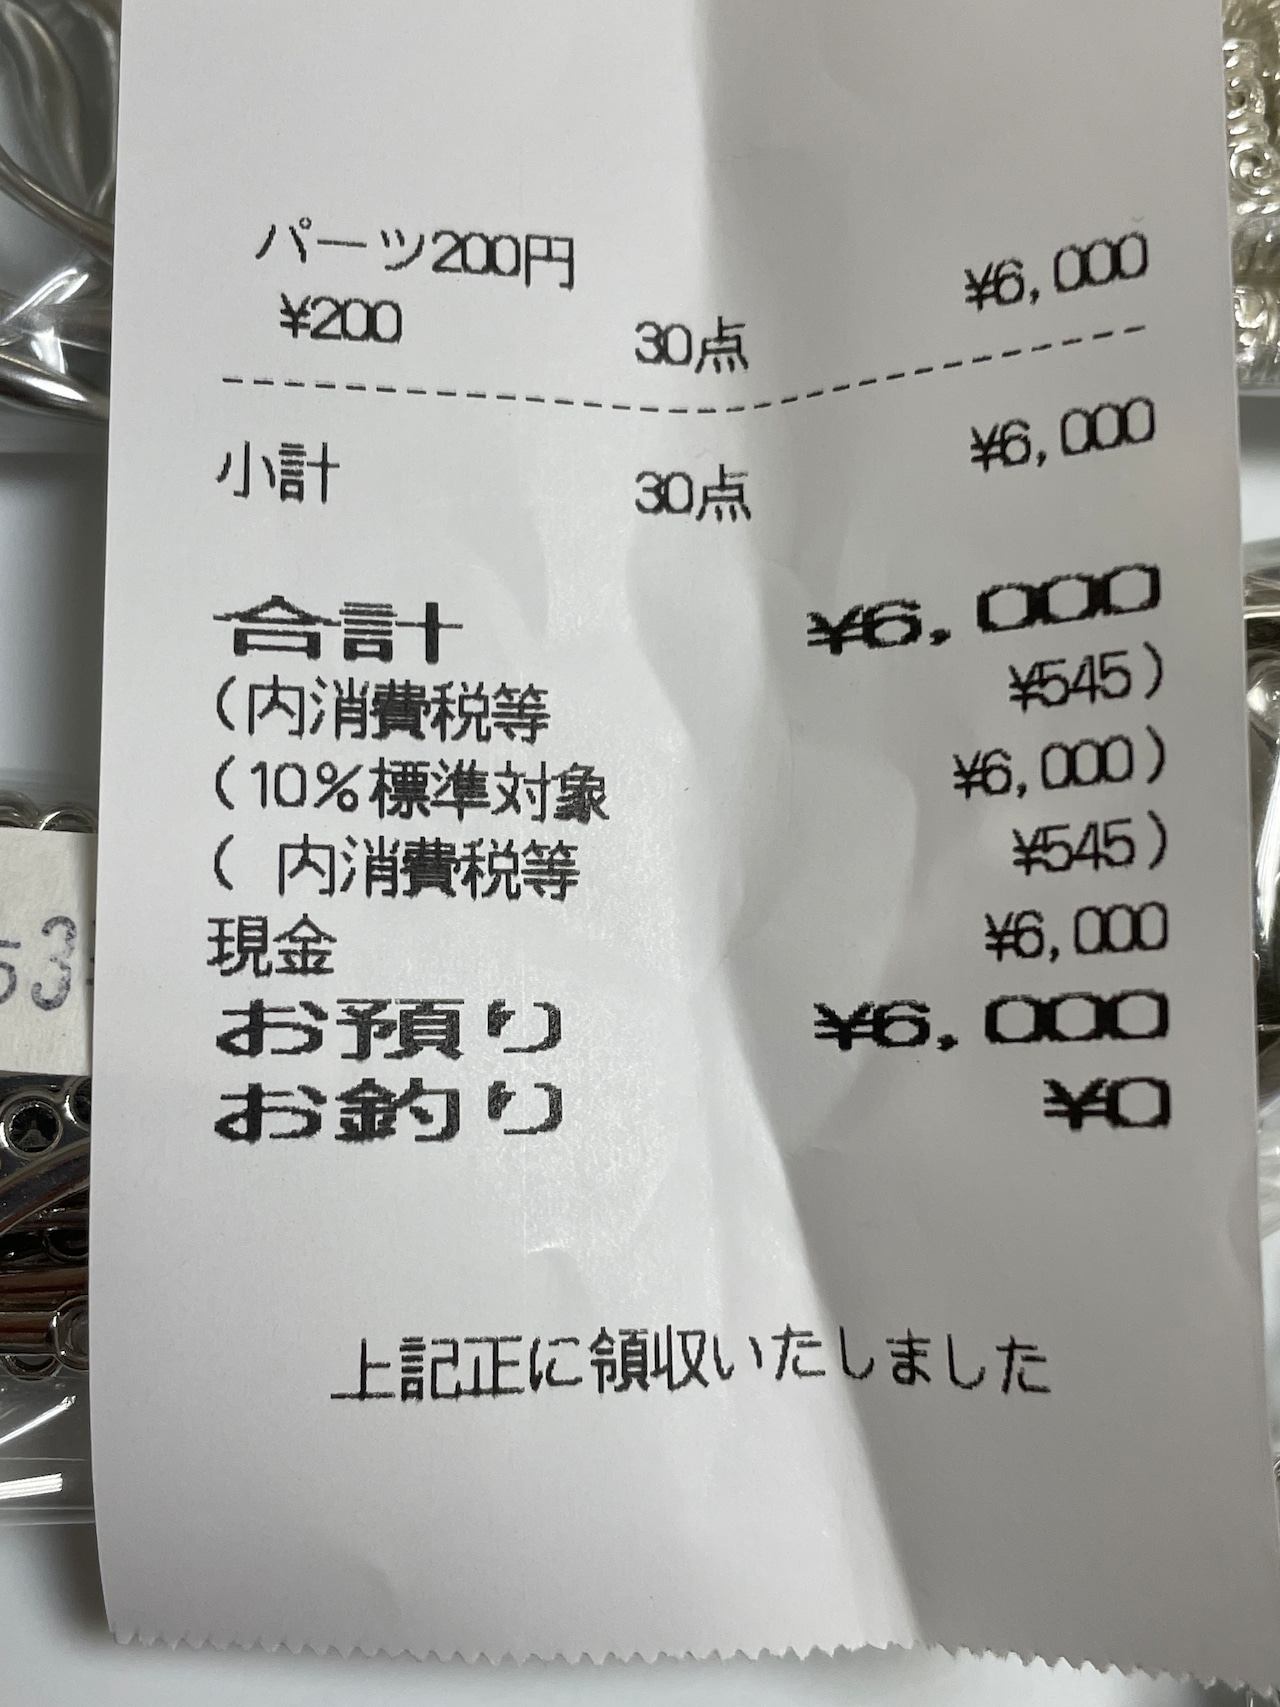 パーツ200円
¥200 30点 ¥6,000
小計 30点 ¥6,000
合計 ¥6,000
(内消費税等 ¥545)
(10%標準対象 ¥6,000)
( 内消費税等 ¥545)
現金 ¥6,000
お預り ¥6,000
お釣り ¥0
上記正に領収いたしました
53